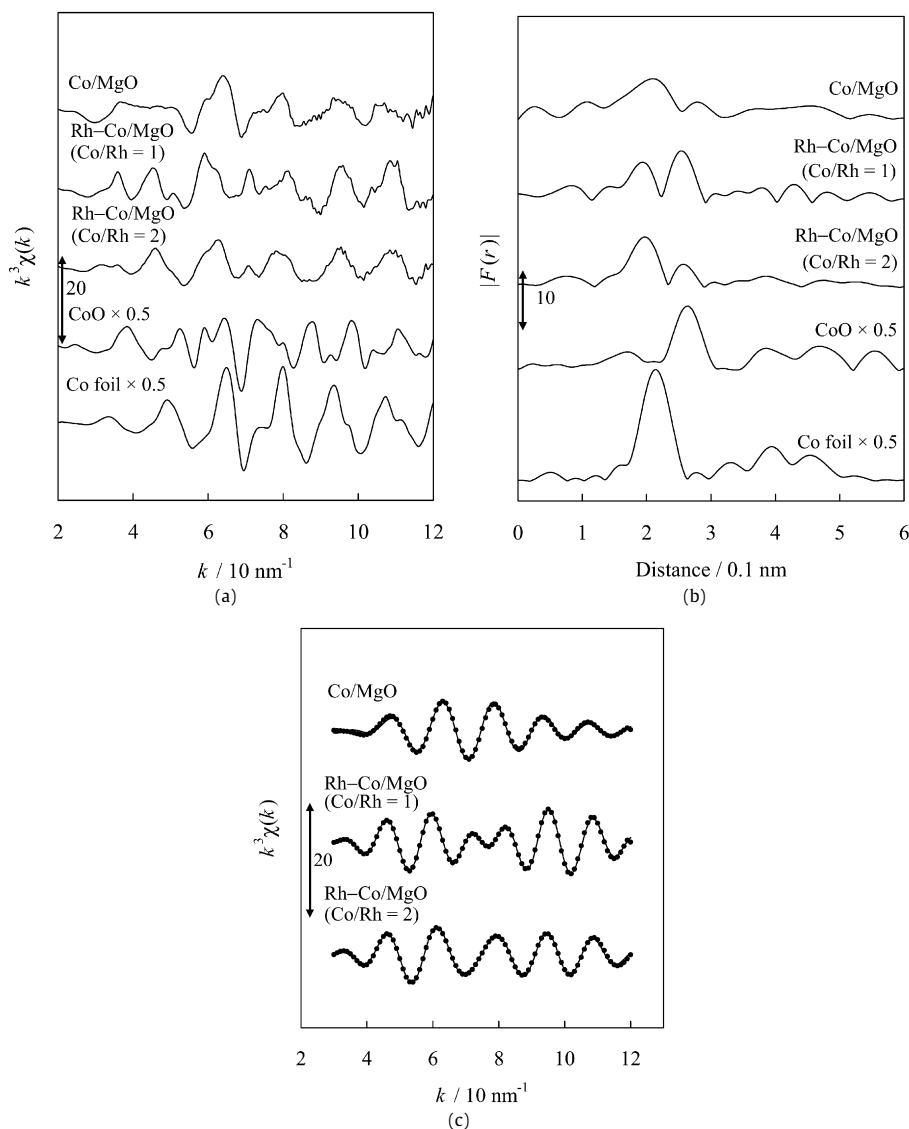 Co/MgO
Rh–Co/MgO
(Co/Rh = 1)
Rh–Co/MgO
(Co/Rh = 2)
20
CoO × 0.5
Co foil × 0.5
k³χ(k)
2 4 6 8 10 12
k / 10 nm⁻¹
(a)
Co/MgO
Rh–Co/MgO
(Co/Rh = 1)
Rh–Co/MgO
(Co/Rh = 2)
10
CoO × 0.5
Co foil × 0.5
|F(r)|
0 1 2 3 4 5 6
Distance / 0.1 nm
(b)
Co/MgO
Rh–Co/MgO
(Co/Rh = 1)
20
Rh–Co/MgO
(Co/Rh = 2)
k³χ(k)
2 4 6 8 10 12
k / 10 nm⁻¹
(c)